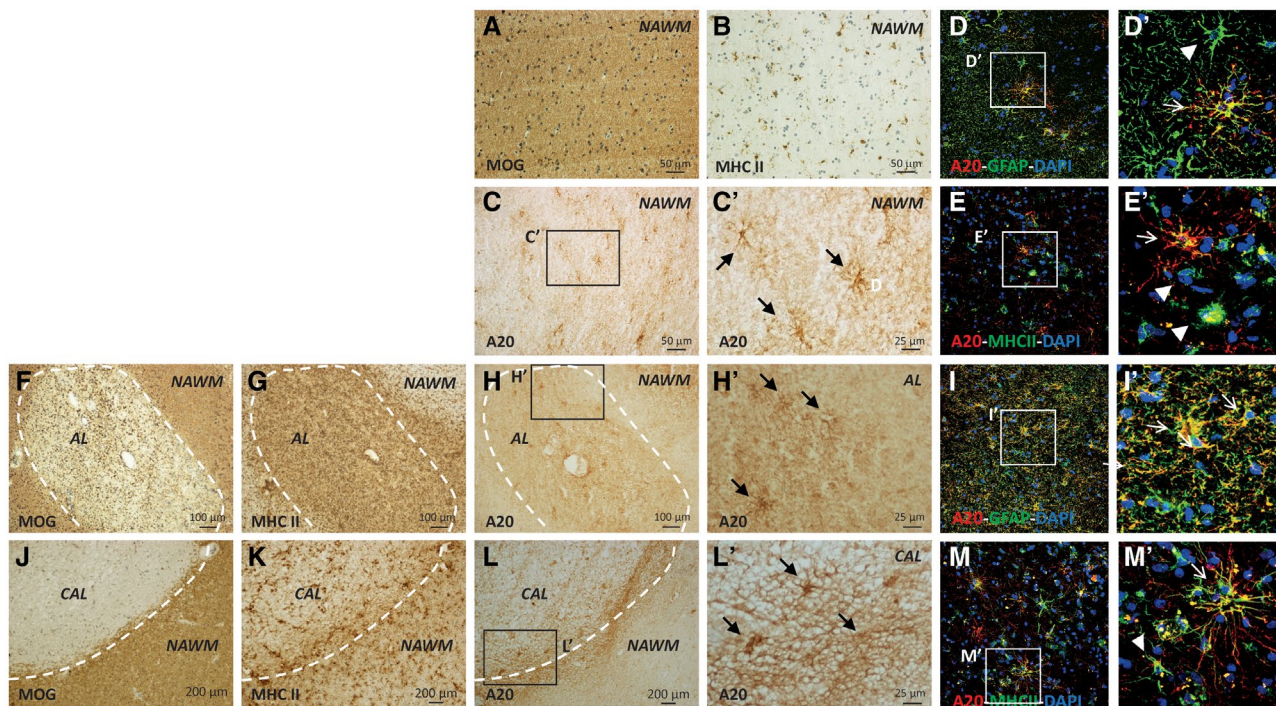 A
NAWM
MOG
50 µm
B
NAWM
MHC II
50 µm
D
D’
A20-GFAP-DAPI
D’
C
NAWM
C’
A20
50 µm
C’
NAWM
D
A20
25 µm
E
E’
A20-MHCII-DAPI
E’
F
NAWM
AL
MOG
100 µm
G
NAWM
AL
MHC II
100 µm
H
H’
NAWM
AL
A20
100 µm
H’
AL
A20
25 µm
I
I’
A20-GFAP-DAPI
I’
J
CAL
NAWM
MOG
200 µm
K
CAL
NAWM
MHC II
200 µm
L
CAL
L’
NAWM
A20
200 µm
L’
CAL
A20
25 µm
M
M’
A20-MHCII-DAPI
M’